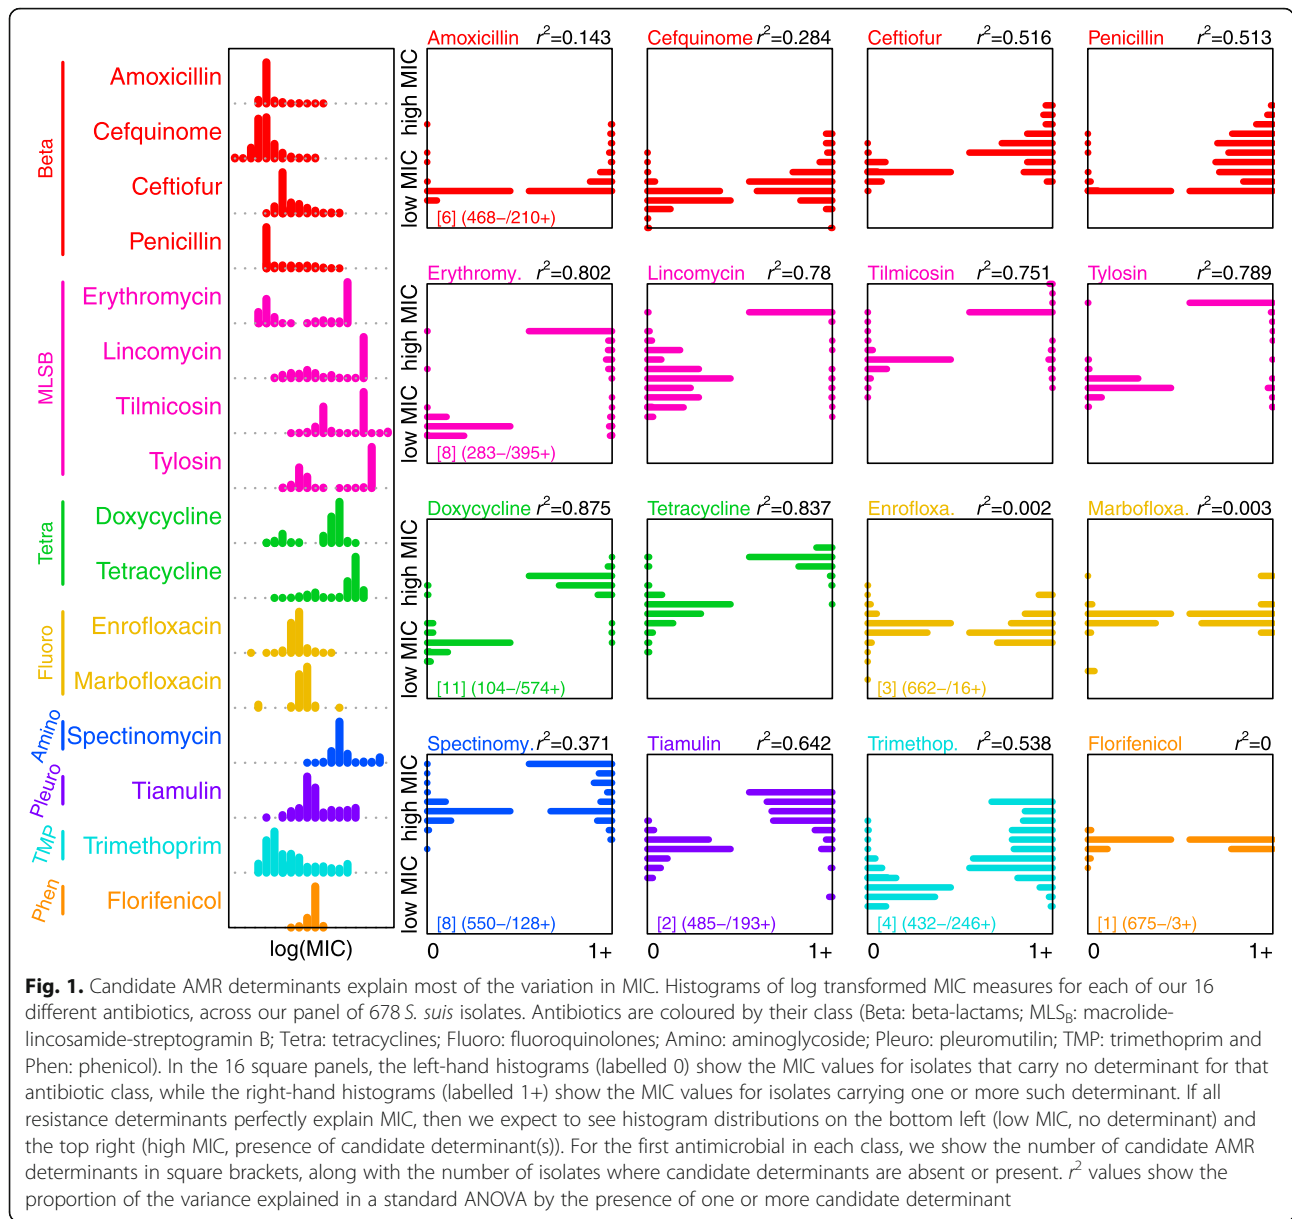 Amoxicillin r²=0.143
Cefquinome r²=0.284
Ceftiofur r²=0.516
Penicillin r²=0.513
Beta
Amoxicillin
Cefquinome
Ceftiofur
Penicillin
low MIC high MIC
[6] (468−/210+)
MLSB
Erythromycin
Lincomycin
Tilmicosin
Tylosin
Erythromy. r²=0.802
Lincomycin r²=0.78
Tilmicosin r²=0.751
Tylosin r²=0.789
low MIC high MIC
[8] (283−/395+)
Tetra
Doxycycline
Tetracycline
Fluoro
Enrofloxacin
Marbofloxacin
Doxycycline r²=0.875
Tetracycline r²=0.837
Enrofloxa. r²=0.002
Marbofloxa. r²=0.003
low MIC high MIC
[11] (104−/574+)
[3] (662−/16+)
Amino
Spectinomycin
Pleuro
Tiamulin
TMP
Trimethoprim
Phen
Florifenicol
log(MIC)
Spectinomy. r²=0.371
Tiamulin r²=0.642
Trimethop. r²=0.538
Florifenicol r²=0
low MIC high MIC
[8] (550−/128+)
[2] (485−/193+)
[4] (432−/246+)
[1] (675−/3+)
0 1+
0 1+
0 1+
0 1+
Fig. 1. Candidate AMR determinants explain most of the variation in MIC. Histograms of log transformed MIC measures for each of our 16
different antibiotics, across our panel of 678 S. suis isolates. Antibiotics are coloured by their class (Beta: beta-lactams; MLSB: macrolide-
lincosamide-streptogramin B; Tetra: tetracyclines; Fluoro: fluoroquinolones; Amino: aminoglycoside; Pleuro: pleuromutilin; TMP: trimethoprim and
Phen: phenicol). In the 16 square panels, the left-hand histograms (labelled 0) show the MIC values for isolates that carry no determinant for that
antibiotic class, while the right-hand histograms (labelled 1+) show the MIC values for isolates carrying one or more such determinant. If all
resistance determinants perfectly explain MIC, then we expect to see histogram distributions on the bottom left (low MIC, no determinant) and
the top right (high MIC, presence of candidate determinant(s)). For the first antimicrobial in each class, we show the number of candidate AMR
determinants in square brackets, along with the number of isolates where candidate determinants are absent or present. r² values show the
proportion of the variance explained in a standard ANOVA by the presence of one or more candidate determinant